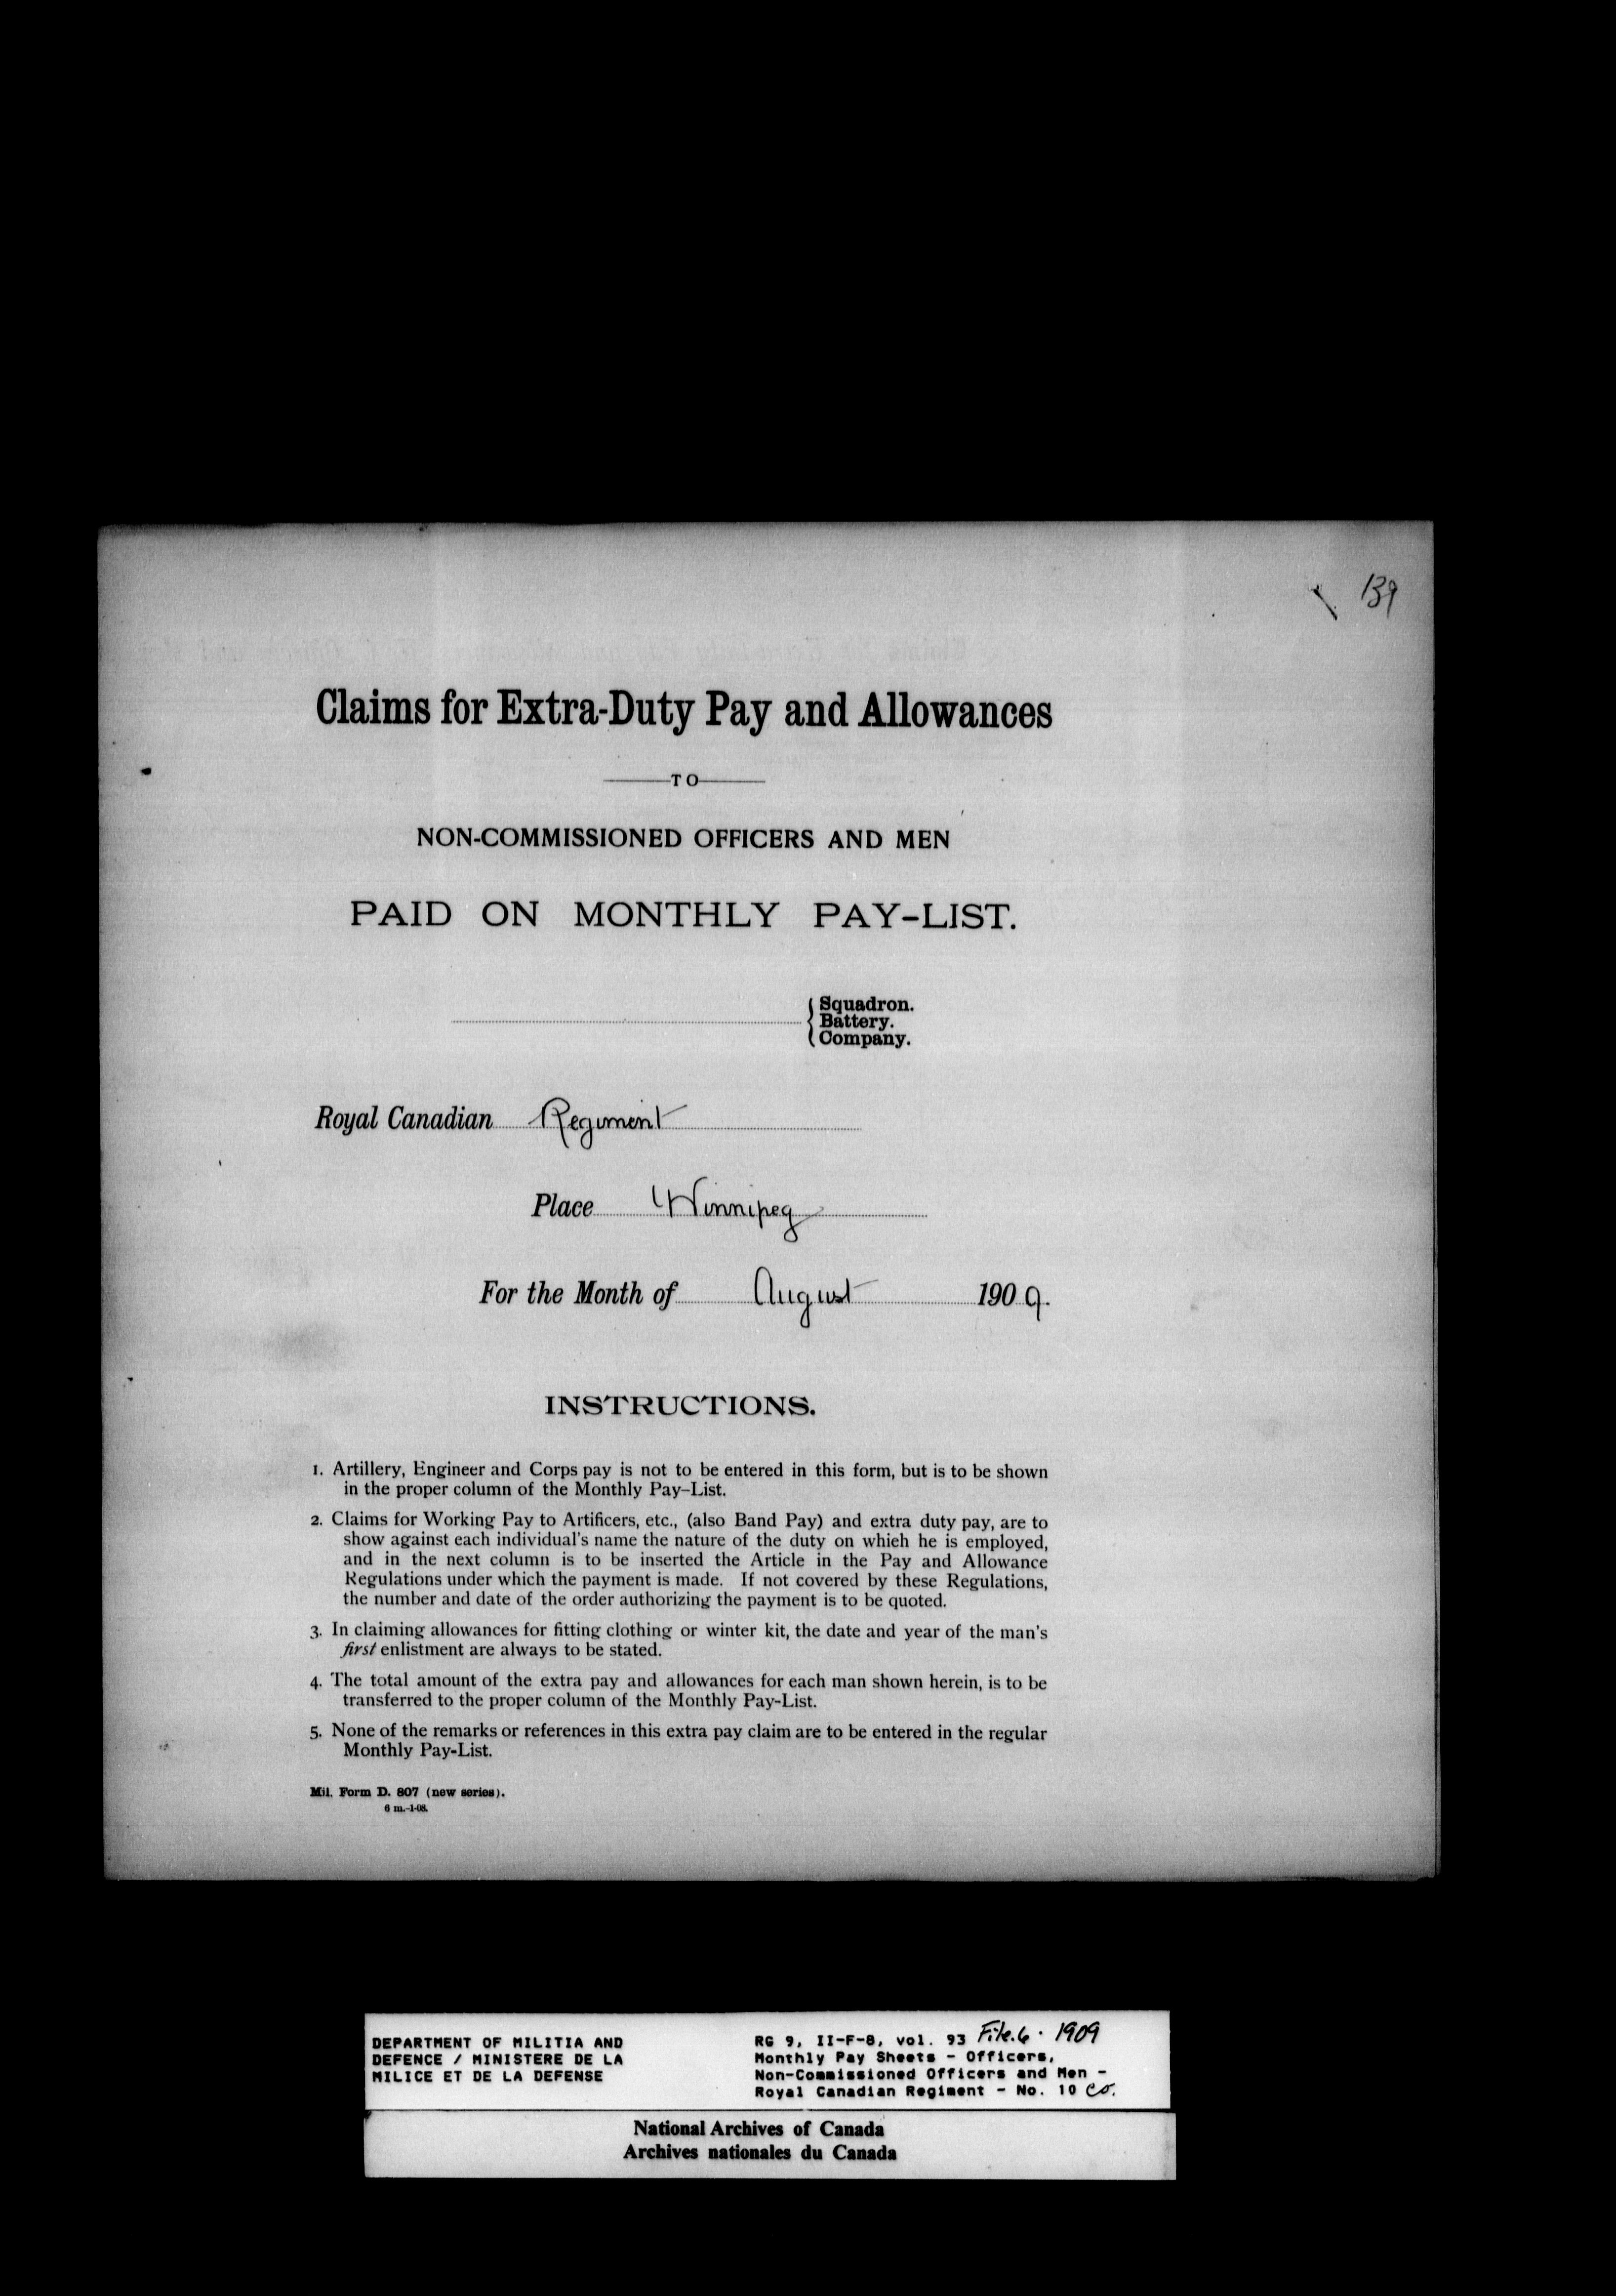 139
Claims for Extra-Duty Pay and Allowances
TO
NON-COMMISSIONED OFFICERS AND MEN
PAID ON MONTHLY PAY-LIST.
Squadron.
Battery.
Company.
Royal Canadian Regiment
Place Winnipeg
For the Month of August 1909.
INSTRUCTIONS.
1. Artillery, Engineer and Corps pay is not to be entered in this form, but is to be shown
in the proper column of the Monthly Pay-List.
2. Claims for Working Pay to Artificers, etc., (also Band Pay) and extra duty pay, are to
show against each individual's name the nature of the duty on which he is employed,
and in the next column is to be inserted the Article in the Pay and Allowance
Regulations under which the payment is made. If not covered by these Regulations,
the number and date of the order authorizing the payment is to be quoted.
3. In claiming allowances for fitting clothing or winter kit, the date and year of the man's
first enlistment are always to be stated.
4. The total amount of the extra pay and allowances for each man shown herein, is to be
transferred to the proper column of the Monthly Pay-List.
5. None of the remarks or references in this extra pay claim are to be entered in the regular
Monthly Pay-List.
Mil. Form D. 807 (new series).
6 m.-1-08.
DEPARTMENT OF MILITIA AND
DEFENCE / MINISTERE DE LA
MILICE ET DE LA DEFENSE
RG 9, II-F-8, vol. 93 File.6. 1909
Monthly Pay Sheets - Officers,
Non-Commissioned Officers and Men -
Royal Canadian Regiment - No. 10 Co.
National Archives of Canada
Archives nationales du Canada